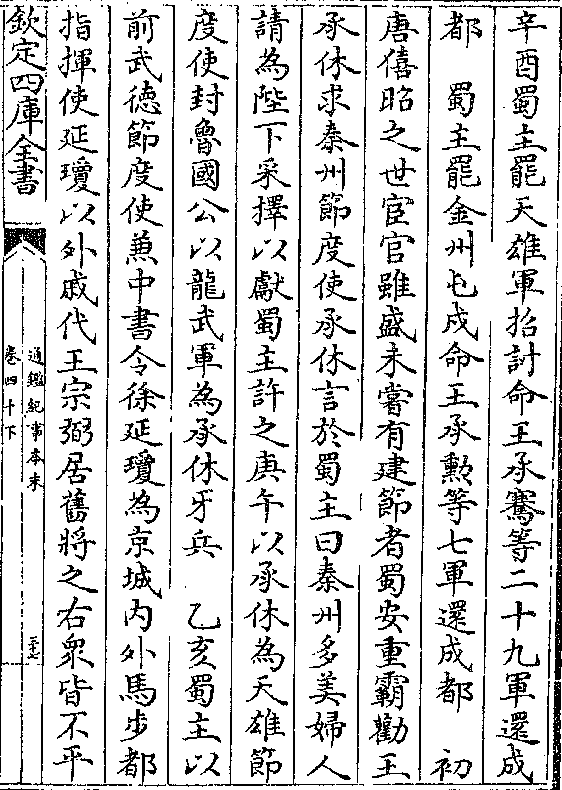 辛酉蜀主罷天雄軍招討命王承騫等二十九軍還成
都　蜀主罷金州屯戍命王承勲等七軍還成都　初
唐僖昭之世宦官雖盛未嘗有建節者蜀安重霸勸王
承休求秦州節度使承休言於蜀主曰秦州多美婦人
請為陛下采擇以獻蜀主許之庚午以承休為天雄節
度使封魯國公以龍武軍為承休牙兵　乙亥蜀主以
前武德節度使兼中書令徐延瓊為京城內外馬步都
指揮使延瓊以外戚代王宗弼居舊將之右衆皆不平
欽定四庫全書
通鑑紀事本末
卷四十下
三十七